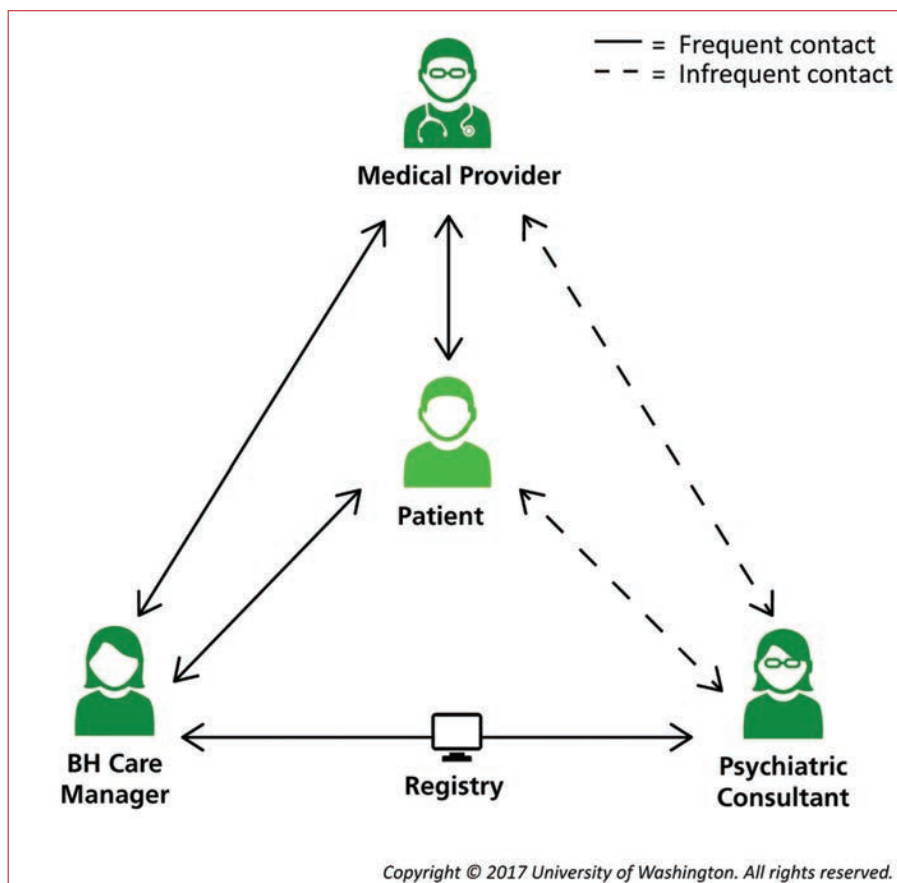 —— = Frequent contact
– – – = Infrequent contact
Medical Provider
Patient
BH Care
Manager
Registry
Psychiatric
Consultant
Copyright © 2017 University of Washington. All rights reserved.